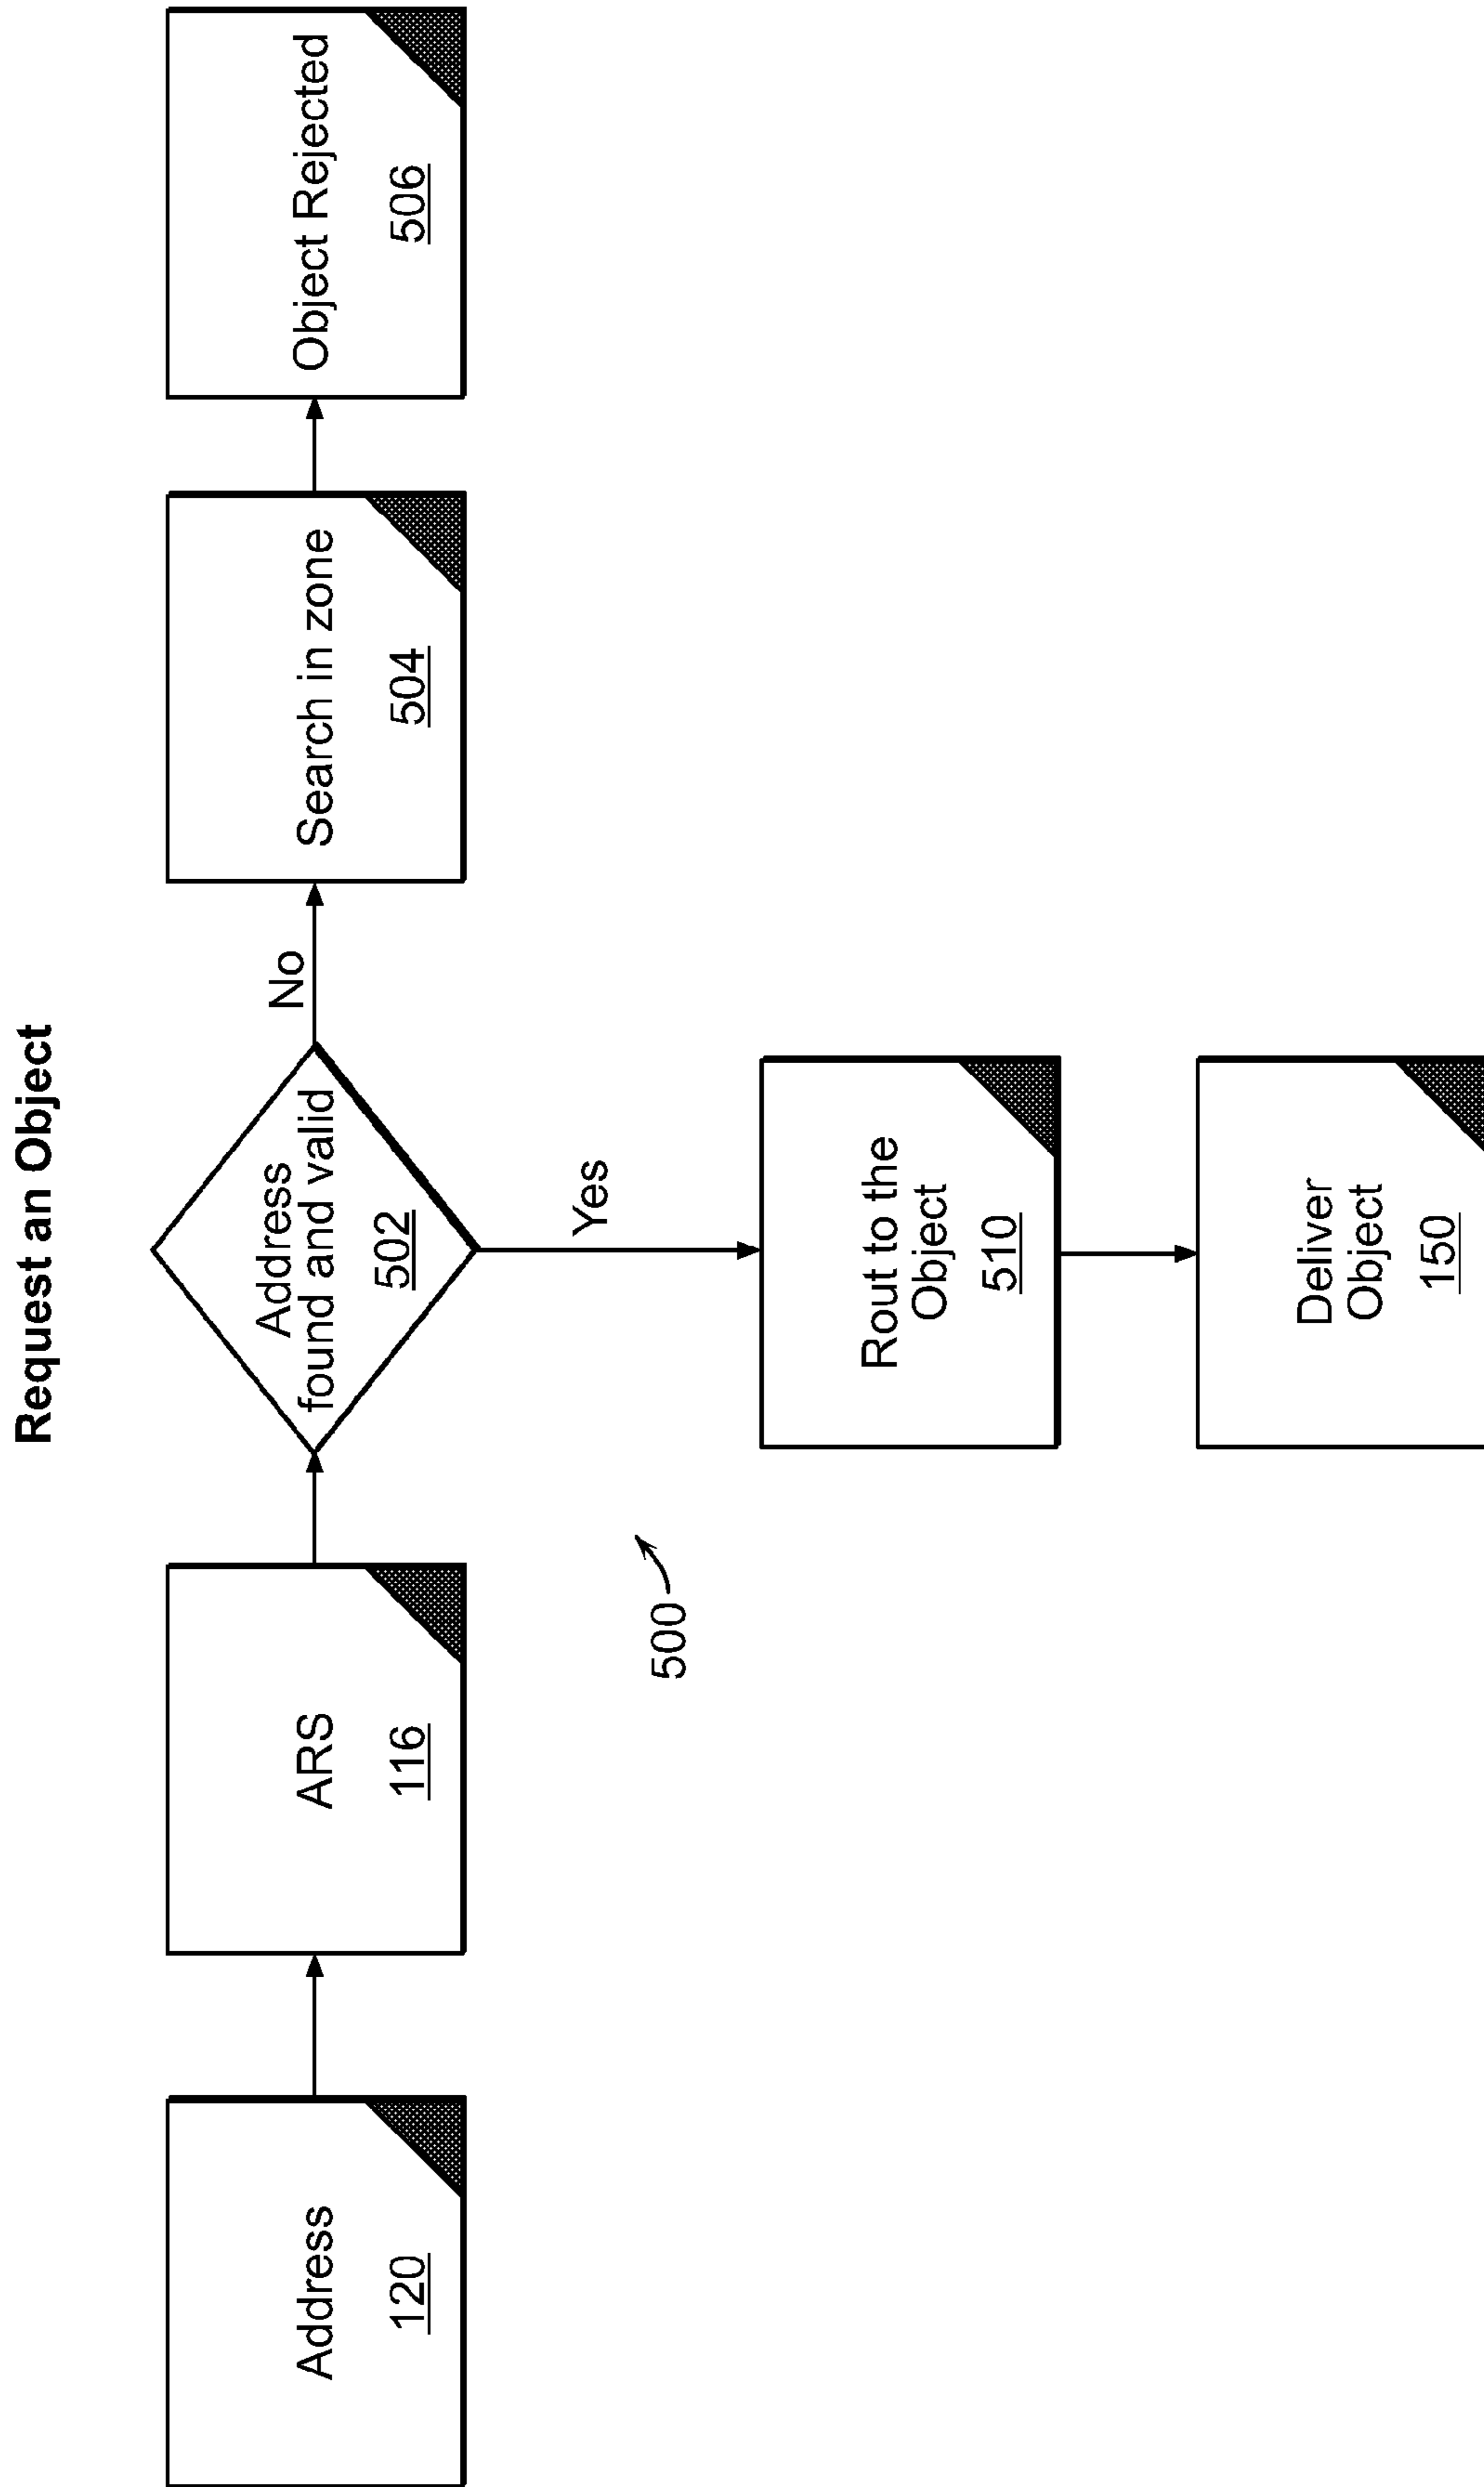 Request an Object
Address
120
ARS
116
Address
found and valid
502
No
Search in zone
504
Object Rejected
506
Yes
500
Rout to the
Object
510
Deliver
Object
150